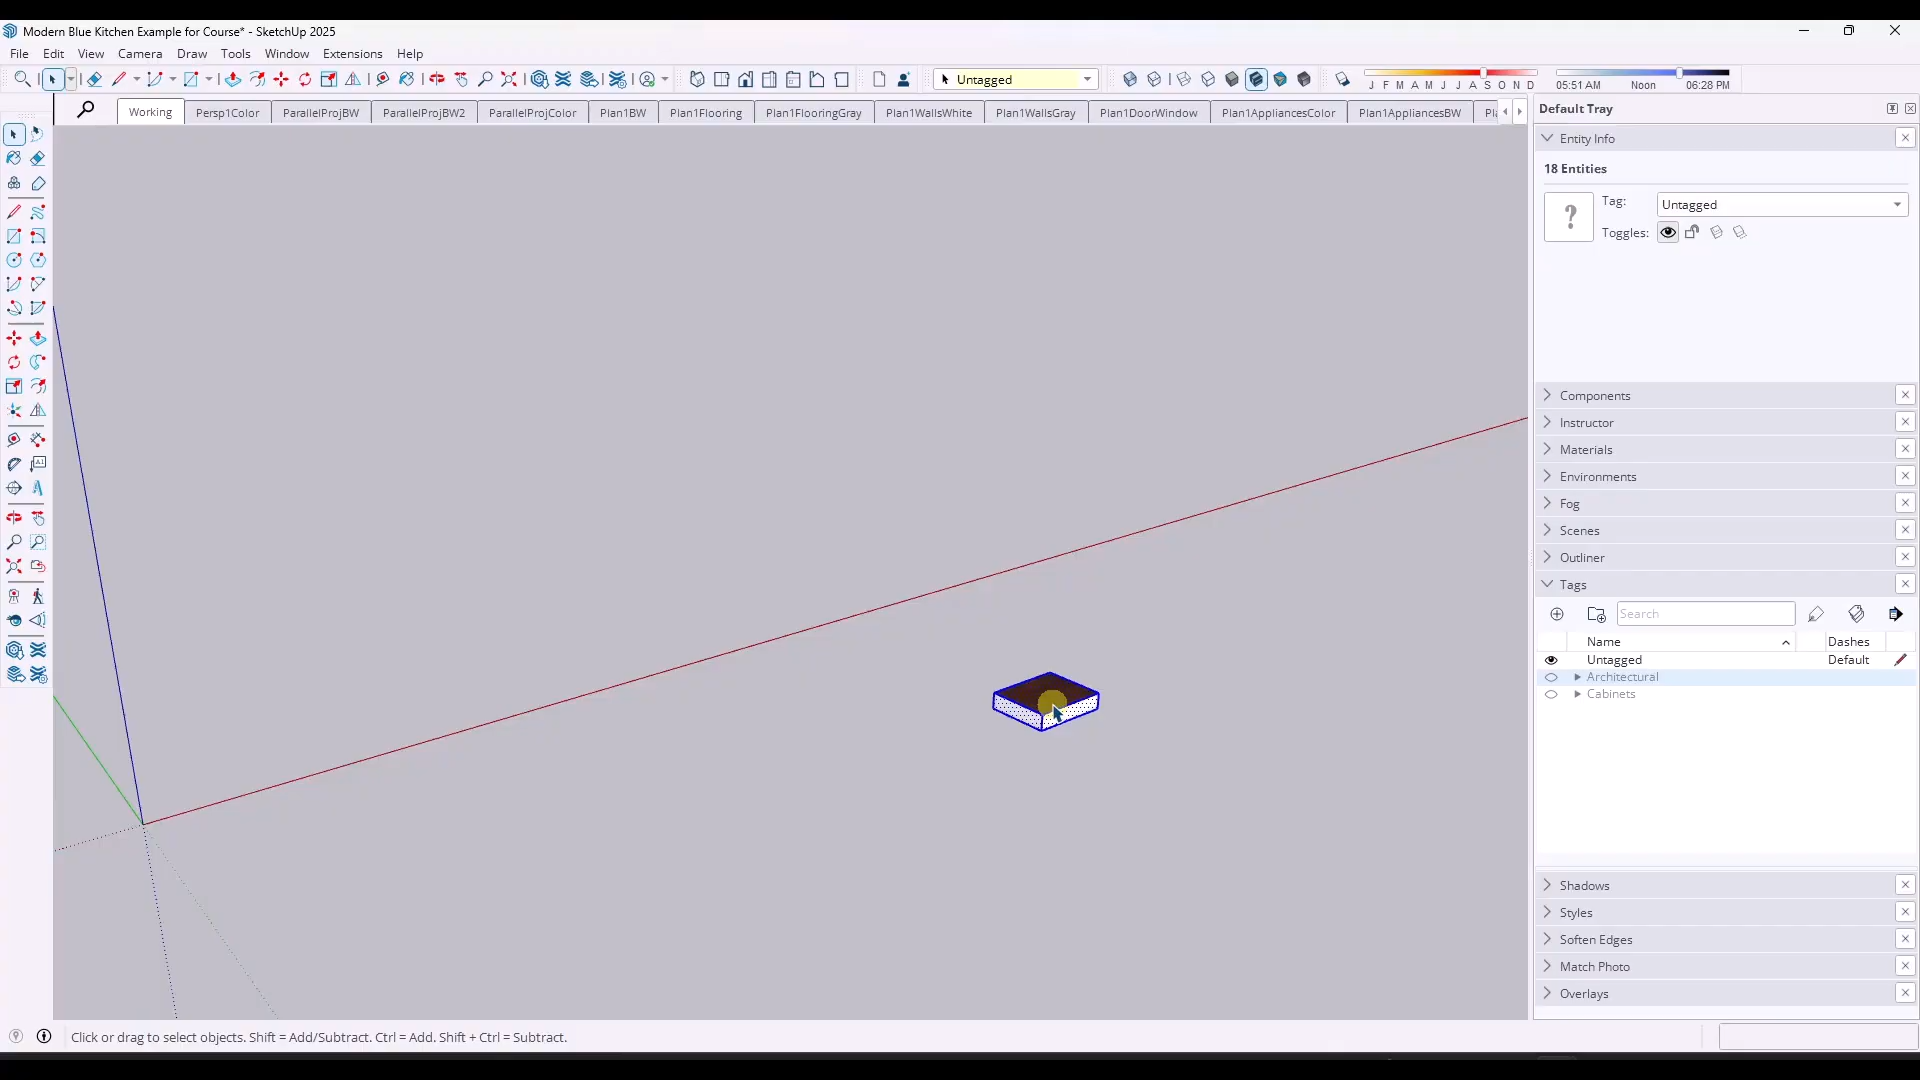 Modern Blue Kitchen Example for Course* - SketchUp 2025
File Edit View Camera Draw Tools Window Extensions Help
Untagged
J F M A M J J A S O N D
05:51 AM Noon 06:28 PM
Working Persp1Color ParallelProjBW ParallelProjBW2 ParallelProjColor Plan1BW Plan1Flooring Plan1FlooringGray Plan1WallsWhite Plan1WallsGray Plan1DoorWindow Plan1AppliancesColor Plan1AppliancesBW
Default Tray
Entity Info
18 Entities
Tag: Untagged
Toggles:
Components
Instructor
Materials
Environments
Fog
Scenes
Outliner
Tags
Search
Name Dashes
Untagged Default
Architectural
Cabinets
Shadows
Styles
Soften Edges
Match Photo
Overlays
Click or drag to select objects. Shift = Add/Subtract. Ctrl = Add. Shift + Ctrl = Subtract.